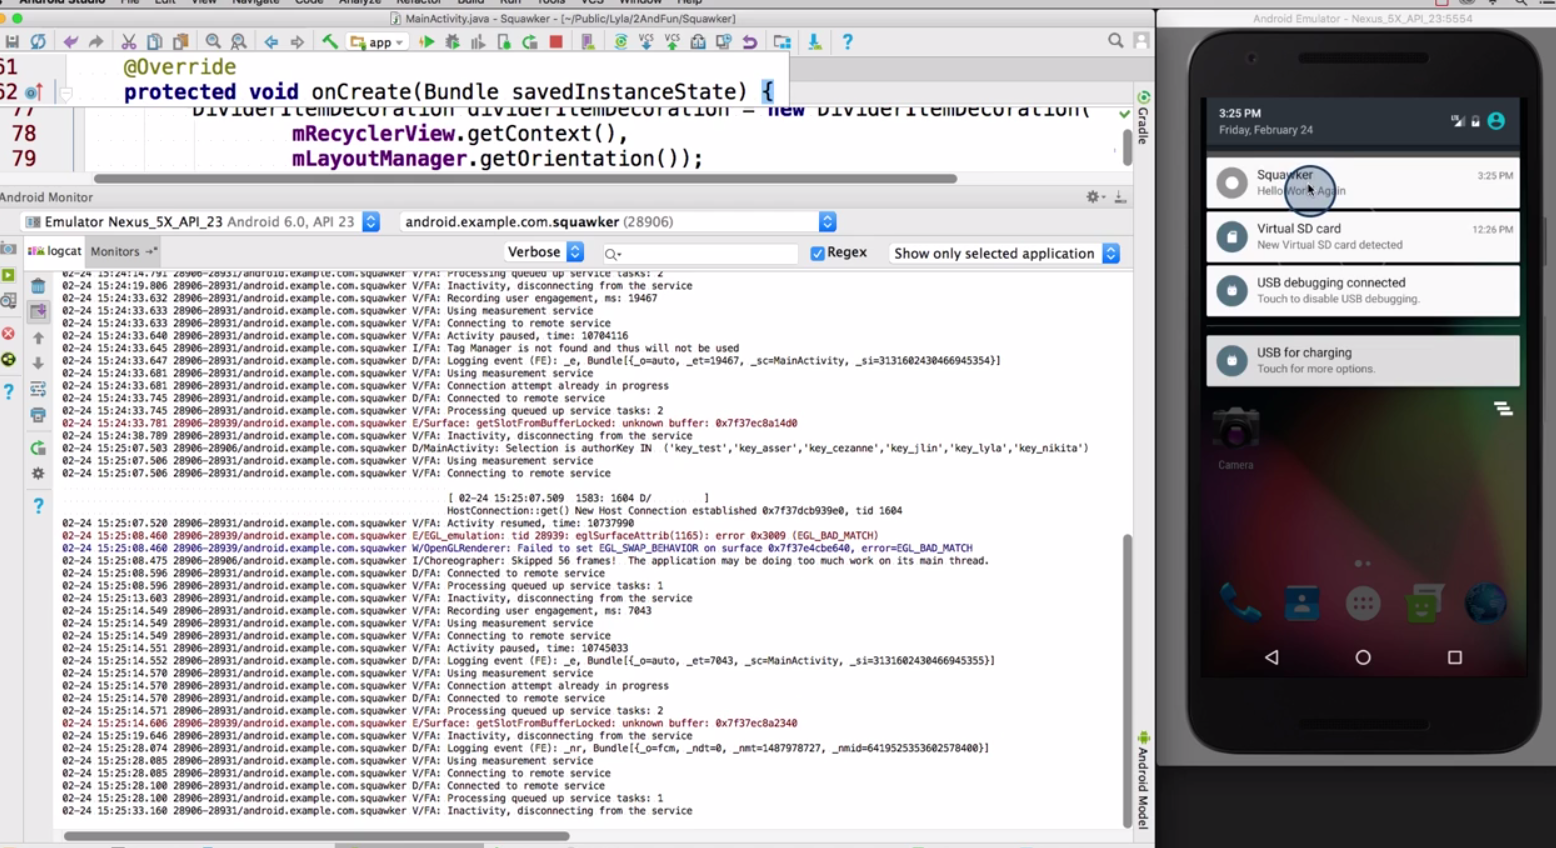 Android Studio File Edit View Navigate Code Analyze Refactor Build Run Tools VCS Window Help
MainActivity.java - Squawker - [~/Public/Lyla/2AndFun/Squawker]
Android Emulator - Nexus_5X_API_23:5554
app
VCS VCS
61 @Override
62 protected void onCreate(Bundle savedInstanceState) {
77 DividerItemDecoration dividerItemDecoration = new DividerItemDecoration(
78 mRecyclerView.getContext(),
79 mLayoutManager.getOrientation());
Gradle
Android Monitor
Emulator Nexus_5X_API_23 Android 6.0, API 23
android.example.com.squawker (28906)
logcat
Monitors
Verbose
Regex
Show only selected application
02-24 15:24:14.791 28906-28931/android.example.com.squawker V/FA: Processing queued up service tasks: 2
02-24 15:24:19.806 28906-28931/android.example.com.squawker V/FA: Inactivity, disconnecting from the service
02-24 15:24:33.632 28906-28931/android.example.com.squawker V/FA: Recording user engagement, ms: 19467
02-24 15:24:33.633 28906-28931/android.example.com.squawker V/FA: Using measurement service
02-24 15:24:33.633 28906-28931/android.example.com.squawker V/FA: Connecting to remote service
02-24 15:24:33.640 28906-28931/android.example.com.squawker V/FA: Activity paused, time: 10704116
02-24 15:24:33.645 28906-28931/android.example.com.squawker I/FA: Tag Manager is not found and thus will not be used
02-24 15:24:33.647 28906-28931/android.example.com.squawker D/FA: Logging event (FE): _e, Bundle[{_o=auto, _et=19467, _sc=MainActivity, _si=3131602430466945354}]
02-24 15:24:33.681 28906-28931/android.example.com.squawker V/FA: Using measurement service
02-24 15:24:33.681 28906-28931/android.example.com.squawker V/FA: Connection attempt already in progress
02-24 15:24:33.745 28906-28931/android.example.com.squawker D/FA: Connected to remote service
02-24 15:24:33.745 28906-28931/android.example.com.squawker V/FA: Processing queued up service tasks: 2
02-24 15:24:33.781 28906-28939/android.example.com.squawker E/Surface: getSlotFromBufferLocked: unknown buffer: 0x7f37ec8a14d0
02-24 15:24:38.789 28906-28931/android.example.com.squawker V/FA: Inactivity, disconnecting from the service
02-24 15:25:07.503 28906-28906/android.example.com.squawker D/MainActivity: Selection is authorKey IN ('key_test','key_asser','key_cezanne','key_jlin','key_lyla','key_nikita')
02-24 15:25:07.506 28906-28931/android.example.com.squawker V/FA: Using measurement service
02-24 15:25:07.506 28906-28931/android.example.com.squawker V/FA: Connecting to remote service
[ 02-24 15:25:07.509 1583: 1604 D/ ]
HostConnection::get() New Host Connection established 0x7f37dcb939e0, tid 1604
02-24 15:25:07.520 28906-28931/android.example.com.squawker V/FA: Activity resumed, time: 10737990
02-24 15:25:08.460 28906-28939/android.example.com.squawker E/EGL_emulation: tid 28939: eglSurfaceAttrib(1165): error 0x3009 (EGL_BAD_MATCH)
02-24 15:25:08.460 28906-28939/android.example.com.squawker W/OpenGLRenderer: Failed to set EGL_SWAP_BEHAVIOR on surface 0x7f37e4cbe640, error=EGL_BAD_MATCH
02-24 15:25:08.475 28906-28906/android.example.com.squawker I/Choreographer: Skipped 56 frames! The application may be doing too much work on its main thread.
02-24 15:25:08.596 28906-28931/android.example.com.squawker D/FA: Connected to remote service
02-24 15:25:08.596 28906-28931/android.example.com.squawker V/FA: Processing queued up service tasks: 1
02-24 15:25:13.603 28906-28931/android.example.com.squawker V/FA: Inactivity, disconnecting from the service
02-24 15:25:14.549 28906-28931/android.example.com.squawker V/FA: Recording user engagement, ms: 7043
02-24 15:25:14.549 28906-28931/android.example.com.squawker V/FA: Using measurement service
02-24 15:25:14.549 28906-28931/android.example.com.squawker V/FA: Connecting to remote service
02-24 15:25:14.551 28906-28931/android.example.com.squawker V/FA: Activity paused, time: 10745033
02-24 15:25:14.552 28906-28931/android.example.com.squawker D/FA: Logging event (FE): _e, Bundle[{_o=auto, _et=7043, _sc=MainActivity, _si=3131602430466945355}]
02-24 15:25:14.570 28906-28931/android.example.com.squawker V/FA: Using measurement service
02-24 15:25:14.570 28906-28931/android.example.com.squawker V/FA: Connection attempt already in progress
02-24 15:25:14.570 28906-28931/android.example.com.squawker D/FA: Connected to remote service
02-24 15:25:14.571 28906-28931/android.example.com.squawker V/FA: Processing queued up service tasks: 2
02-24 15:25:14.606 28906-28939/android.example.com.squawker E/Surface: getSlotFromBufferLocked: unknown buffer: 0x7f37ec8a2340
02-24 15:25:19.646 28906-28931/android.example.com.squawker V/FA: Inactivity, disconnecting from the service
02-24 15:25:28.074 28906-28931/android.example.com.squawker D/FA: Logging event (FE): _nr, Bundle[{_o=fcm, _ndt=0, _nmt=1487978727, _nmid=6419525353602578400}]
02-24 15:25:28.085 28906-28931/android.example.com.squawker V/FA: Using measurement service
02-24 15:25:28.085 28906-28931/android.example.com.squawker V/FA: Connecting to remote service
02-24 15:25:28.100 28906-28931/android.example.com.squawker D/FA: Connected to remote service
02-24 15:25:28.100 28906-28931/android.example.com.squawker V/FA: Processing queued up service tasks: 1
02-24 15:25:33.160 28906-28931/android.example.com.squawker V/FA: Inactivity, disconnecting from the service
Android Model
3:25 PM
Friday, February 24
Squawker 3:25 PM
Hello World Again
Virtual SD card 12:26 PM
New Virtual SD card detected
USB debugging connected
Touch to disable USB debugging.
USB for charging
Touch for more options.
Camera